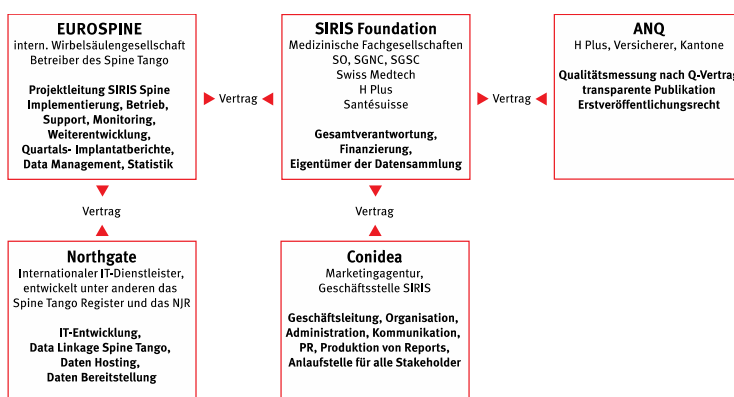 EUROSPINE
intern. Wirbelsäulengesellschaft
Betreiber des Spine Tango
Projektleitung SIRIS Spine
Implementierung, Betrieb,
Support, Monitoring,
Weiterentwicklung,
Quartals- Implantatberichte,
Data Management, Statistik
Vertrag
SIRIS Foundation
Medizinische Fachgesellschaften
SO, SGNC, SGSC
Swiss Medtech
H Plus
Santésuisse
Gesamtverantwortung,
Finanzierung,
Eigentümer der Datensammlung
Vertrag
ANQ
H Plus, Versicherer, Kantone
Qualitätsmessung nach Q-Vertrag
transparente Publikation
Erstveröffentlichungsrecht
Vertrag
Vertrag
Northgate
Internationaler IT-Dienstleister,
entwickelt unter anderen das
Spine Tango Register und das NJR
IT-Entwicklung,
Data Linkage Spine Tango,
Daten Hosting,
Daten Bereitstellung
Conidea
Marketingagentur,
Geschäftsstelle SIRIS
Geschäftsleitung, Organisation,
Administration, Kommunikation,
PR, Produktion von Reports,
Anlaufstelle für alle Stakeholder